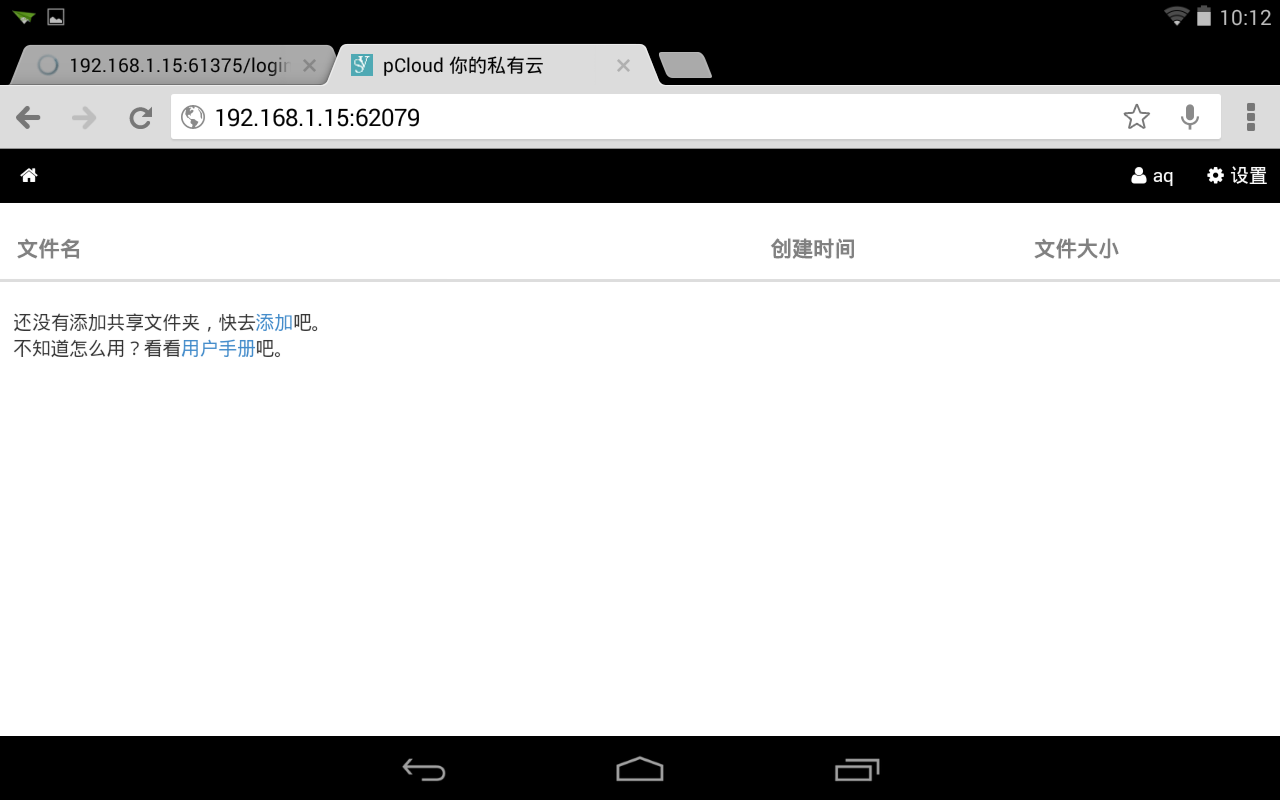 10:12
192.168.1.15:61375/login
pCloud 你的私有云
192.168.1.15:62079
aq
设置
文件名 创建时间 文件大小
还没有添加共享文件夹，快去添加吧。
不知道怎么用？看看用户手册吧。